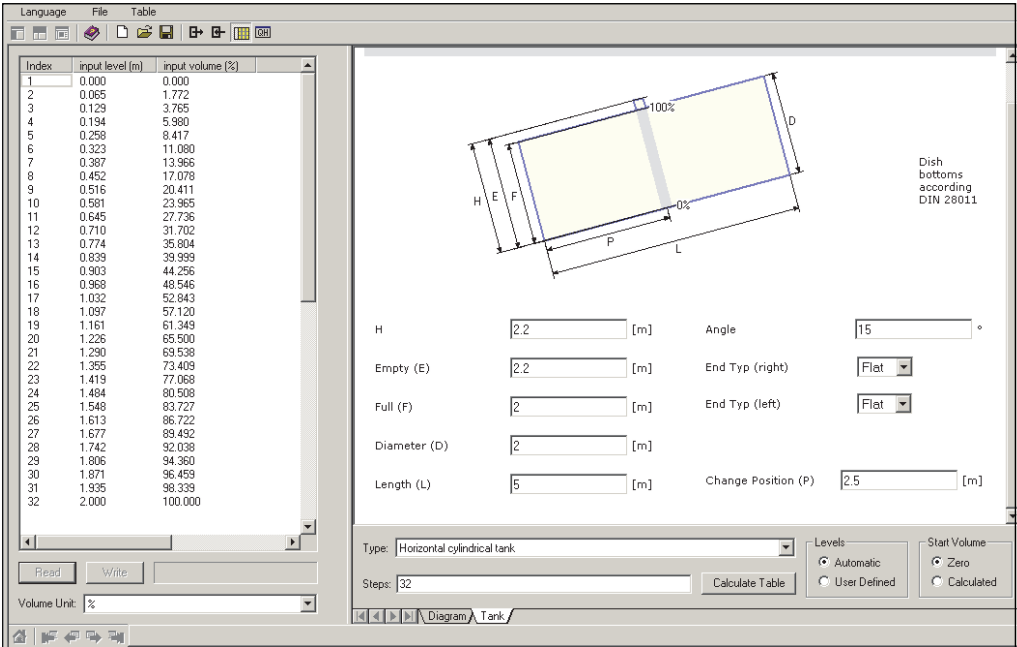 Language File Table
QH
Index input level (m) input volume (%)
1 0.000 0.000
2 0.065 1.772
3 0.129 3.765
4 0.194 5.980
5 0.258 8.417
6 0.323 11.080
7 0.387 13.966
8 0.452 17.078
9 0.516 20.411
10 0.581 23.965
11 0.645 27.736
12 0.710 31.702
13 0.774 35.804
14 0.839 39.999
15 0.903 44.256
16 0.968 48.546
17 1.032 52.843
18 1.097 57.120
19 1.161 61.349
20 1.226 65.500
21 1.290 69.538
22 1.355 73.409
23 1.419 77.068
24 1.484 80.508
25 1.548 83.727
26 1.613 86.722
27 1.677 89.492
28 1.742 92.038
29 1.806 94.360
30 1.871 96.459
31 1.935 98.339
32 2.000 100.000
Read Write
Volume Unit: %
100%
D
H E F
0%
P
L
Dish
bottoms
according
DIN 28011
H 2.2 [m] Angle 15 °
Empty (E) 2.2 [m] End Typ (right) Flat
Full (F) 2 [m] End Typ (left) Flat
Diameter (D) 2 [m]
Length (L) 5 [m] Change Position (P) 2.5 [m]
Type: Horizontal cylindrical tank
Steps: 32 Calculate Table
Levels
Automatic
User Defined
Start Volume
Zero
Calculated
Diagram Tank